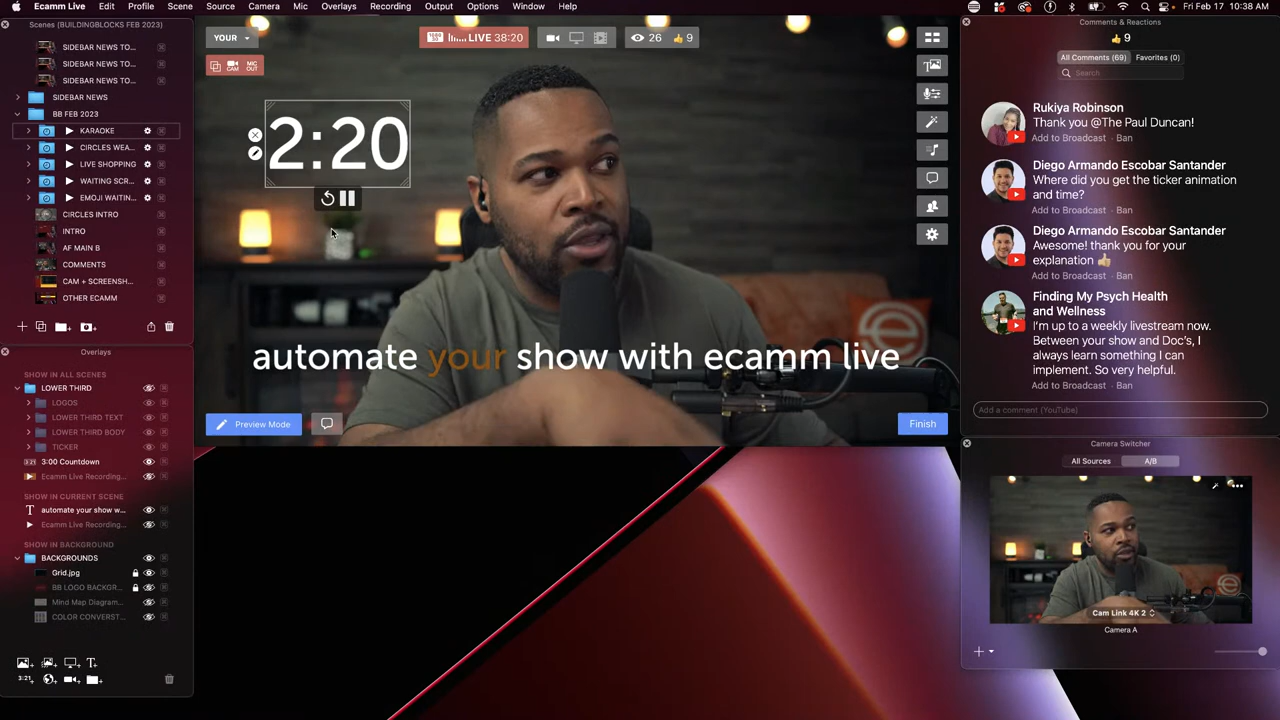 Ecamm Live Edit Profile Scene Camera Mic Overlays Recording Output Options Window Help
Fri Feb 17 10:38 AM
Scenes (BUILDINGBLOCKS FEB 2023)
SIDEBAR NEWS TO...
SIDEBAR NEWS TO...
SIDEBAR NEWS TO...
SIDEBAR NEWS
BB FEB 2023
KARAOKE
CIRCLES WEA...
LIVE SHOPPING
WAITING SCR...
EMOJI WAITIN...
CIRCLES INTRO
INTRO
AF MAIN B
COMMENTS
CAM + SCREENSH...
OTHER ECAMM
Overlays
SHOW IN ALL SCENES
LOWER THIRD
LOGOS
LOWER THIRD TEXT
LOWER THIRD BODY
TICKER
3:00 Countdown
Ecamm Live Recording...
SHOW IN CURRENT SCENE
automate your show w...
Ecamm Live Recording...
SHOW IN BACKGROUND
BACKGROUNDS
Grid.jpg
BB LOGO BACKGR...
Mind Map Diagram...
COLOR CONVERST...
YOUR
LIVE 38:20
26 9
CAM
MIC OUT
2:20
automate your show with ecamm live
Preview Mode
Finish
Comments & Reactions
9
All Comments (69) Favorites (0)
Search
Rukiya Robinson
Thank you @The Paul Duncan!
Add to Broadcast Ban
Diego Armando Escobar Santander
Where did you get the ticker animation
and time?
Add to Broadcast Ban
Diego Armando Escobar Santander
Awesome! thank you for your
explanation 👍🏼
Add to Broadcast Ban
Finding My Psych Health
and Wellness
I'm up to a weekly livestream now.
Between your show and Doc's, I
always learn something I can
implement. So very helpful.
Add to Broadcast Ban
Add a comment (YouTube)
Camera Switcher
All Sources A/B
Cam Link 4K 2
Camera A